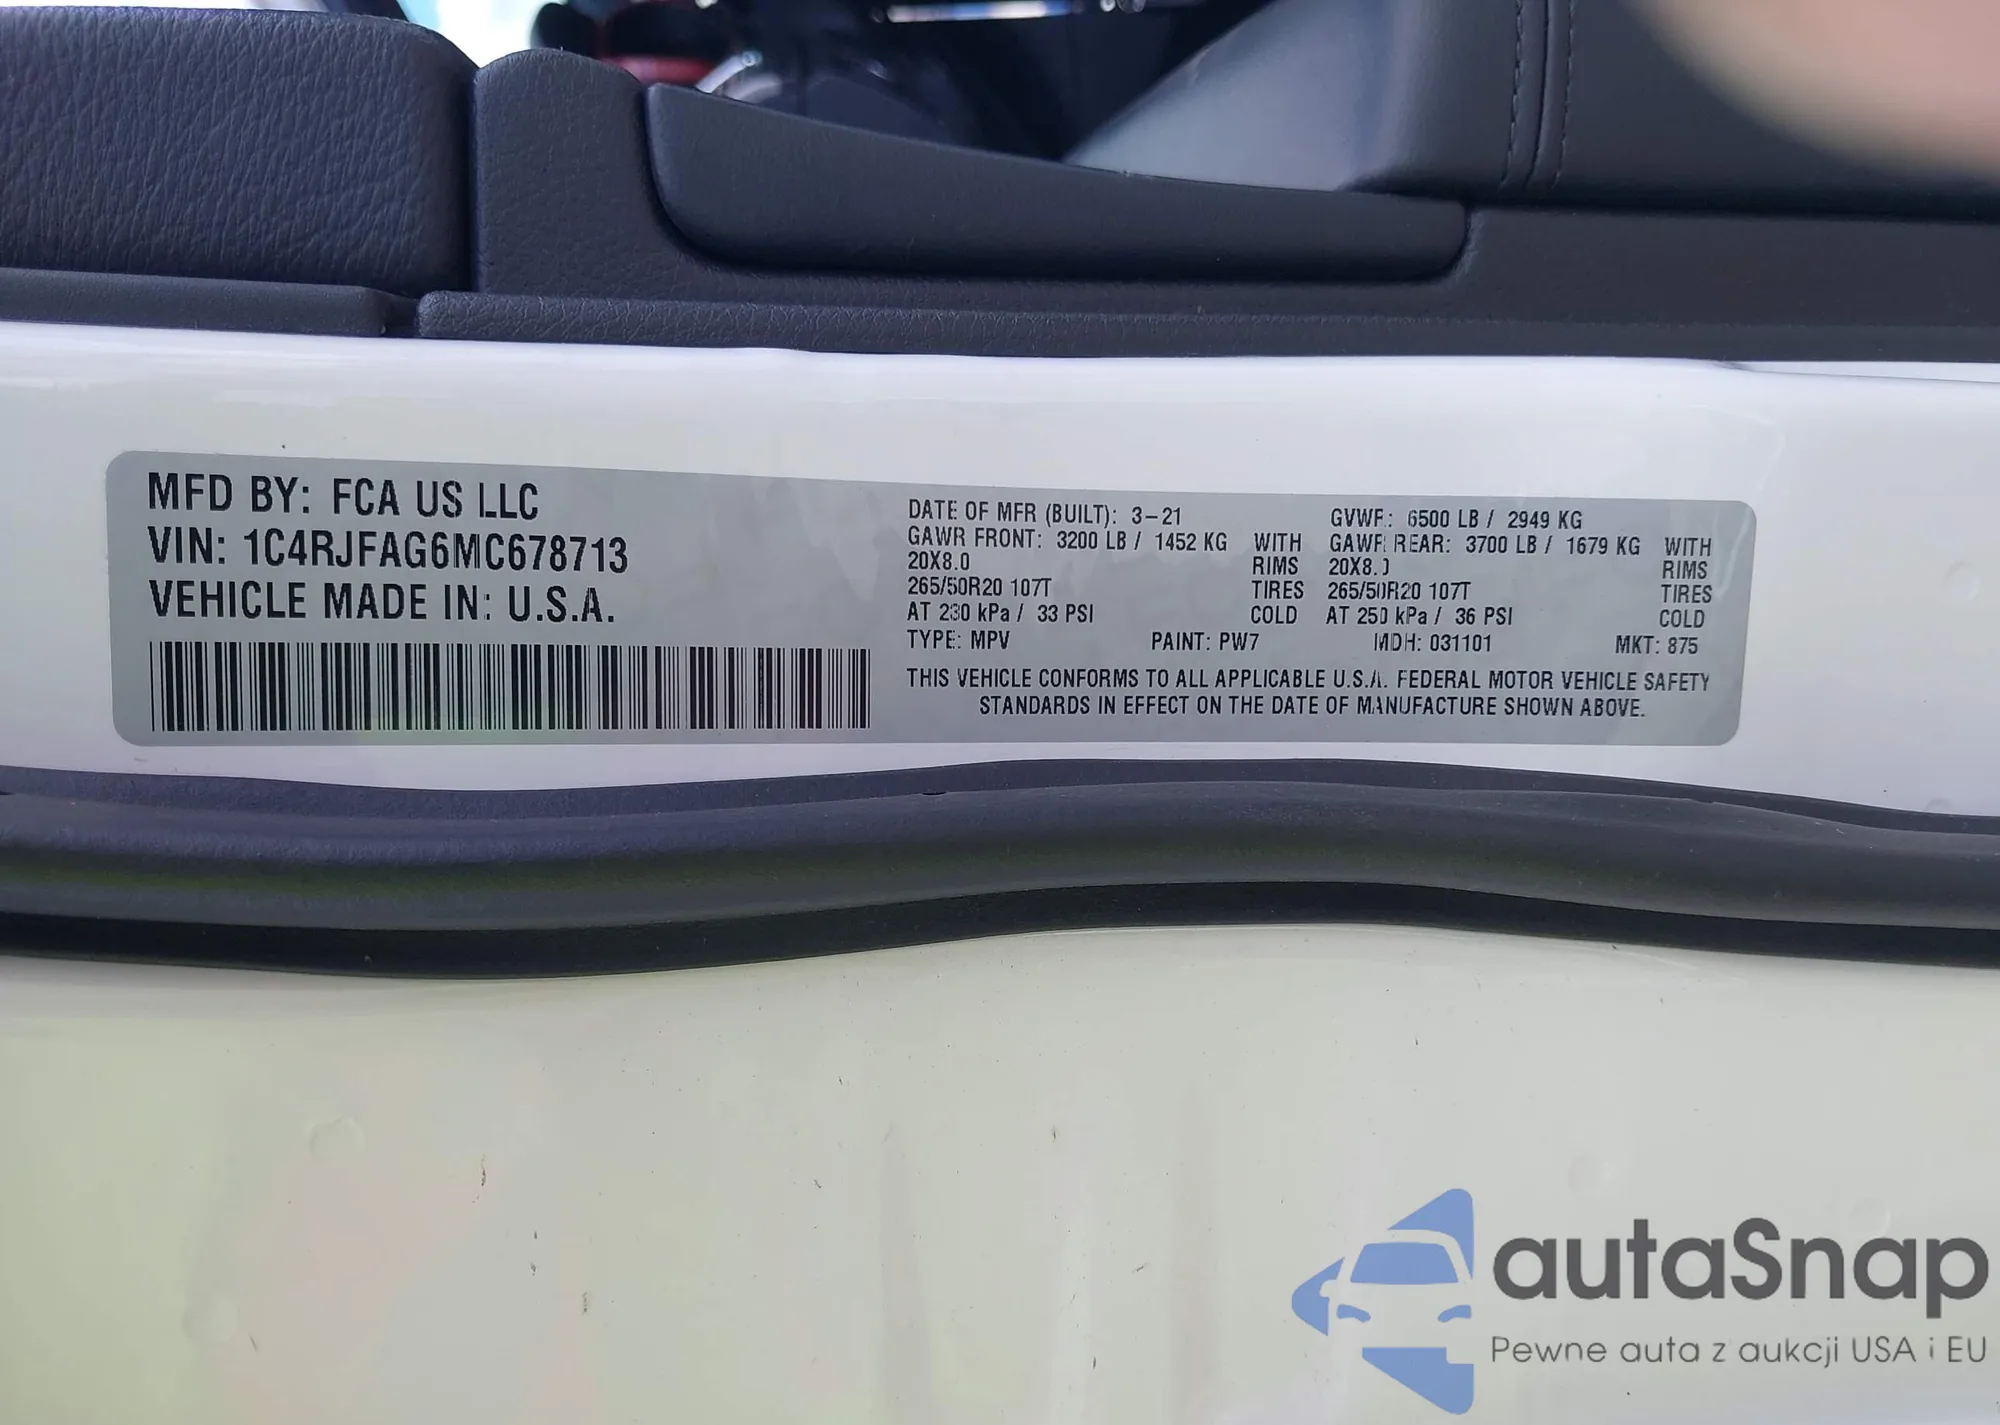 MFD BY: FCA US LLC
VIN: 1C4RJFAG6MC678713
VEHICLE MADE IN: U.S.A.
DATE OF MFR (BUILT): 3-21 GVWR: 6500 LB / 2949 KG
GAWR FRONT: 3200 LB / 1452 KG WITH GAWR REAR: 3700 LB / 1679 KG WITH
20X8.0 RIMS 20X8.0 RIMS
265/50R20 107T TIRES 265/50R20 107T TIRES
AT 230 kPa / 33 PSI COLD AT 250 kPa / 36 PSI COLD
TYPE: MPV PAINT: PW7 MDH: 031101 MKT: 875
THIS VEHICLE CONFORMS TO ALL APPLICABLE U.S.A. FEDERAL MOTOR VEHICLE SAFETY
STANDARDS IN EFFECT ON THE DATE OF MANUFACTURE SHOWN ABOVE.
autaSnap
Pewne auta z aukcji USA i EU